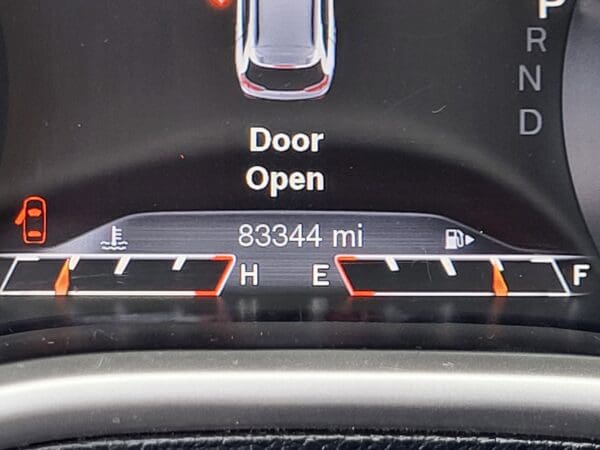 P
R
N
D
Door
Open
83344 mi
H E F